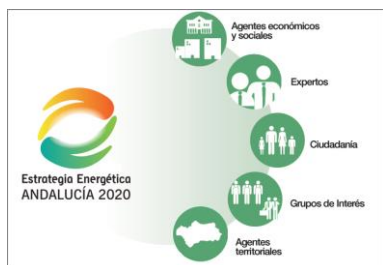 Agentes económicos
y sociales
Expertos
Ciudadanía
Estrategia Energética
ANDALUCÍA 2020
Grupos de Interés
Agentes
territoriales